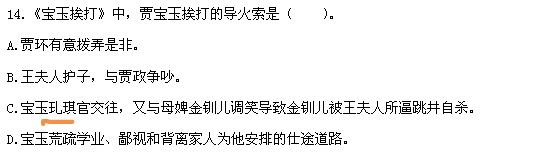 14.《宝玉挨打》中，贾宝玉挨打的导火索是（　　）。
A.贾环有意拨弄是非。
B.王夫人护子，与贾政争吵。
C.宝玉玌琪官交往，又与母婢金钏儿调笑导致金钏儿被王夫人所逼跳井自杀。
D.宝玉荒疏学业、鄙视和背离家人为他安排的仕途道路。